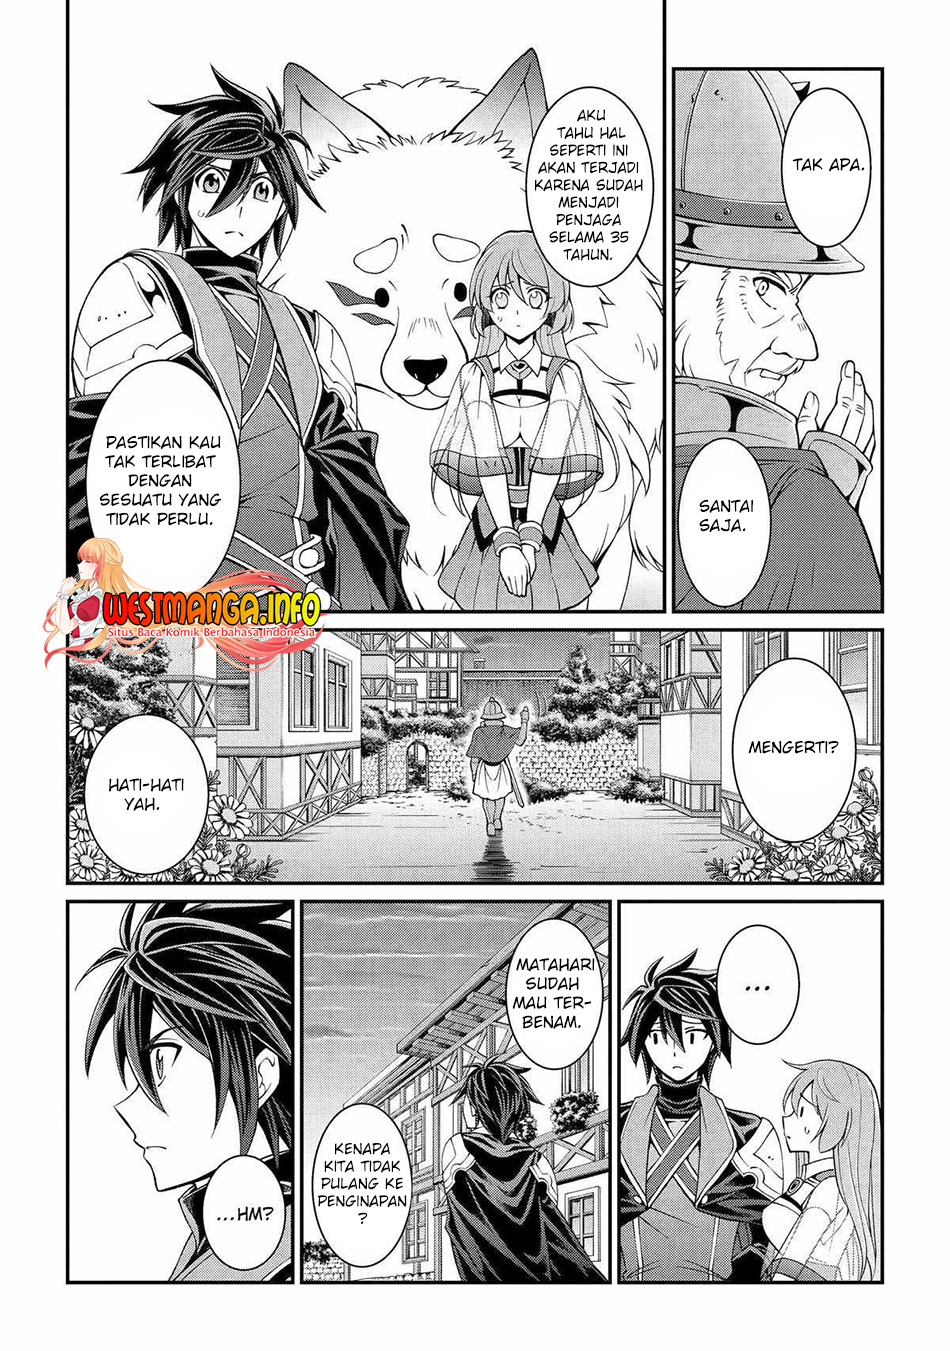 TAK APA.
SANTAI
SAJA.
AKU
TAHU HAL
SEPERTI INI
AKAN TERJADI
KARENA SUDAH
MENJADI
PENJAGA
SELAMA 35
TAHUN.
PASTIKAN KAU
TAK TERLIBAT
DENGAN
SESUATU YANG
TIDAK PERLU.
WESTMANGA.INFO
Situs Baca Komik Berbahasa Indonesia
MENGERTI?
HATI-HATI
YAH.
...
MATAHARI
SUDAH
MAU TER-
BENAM.
KENAPA
KITA TIDAK
PULANG KE
PENGINAPAN
?
...HM?